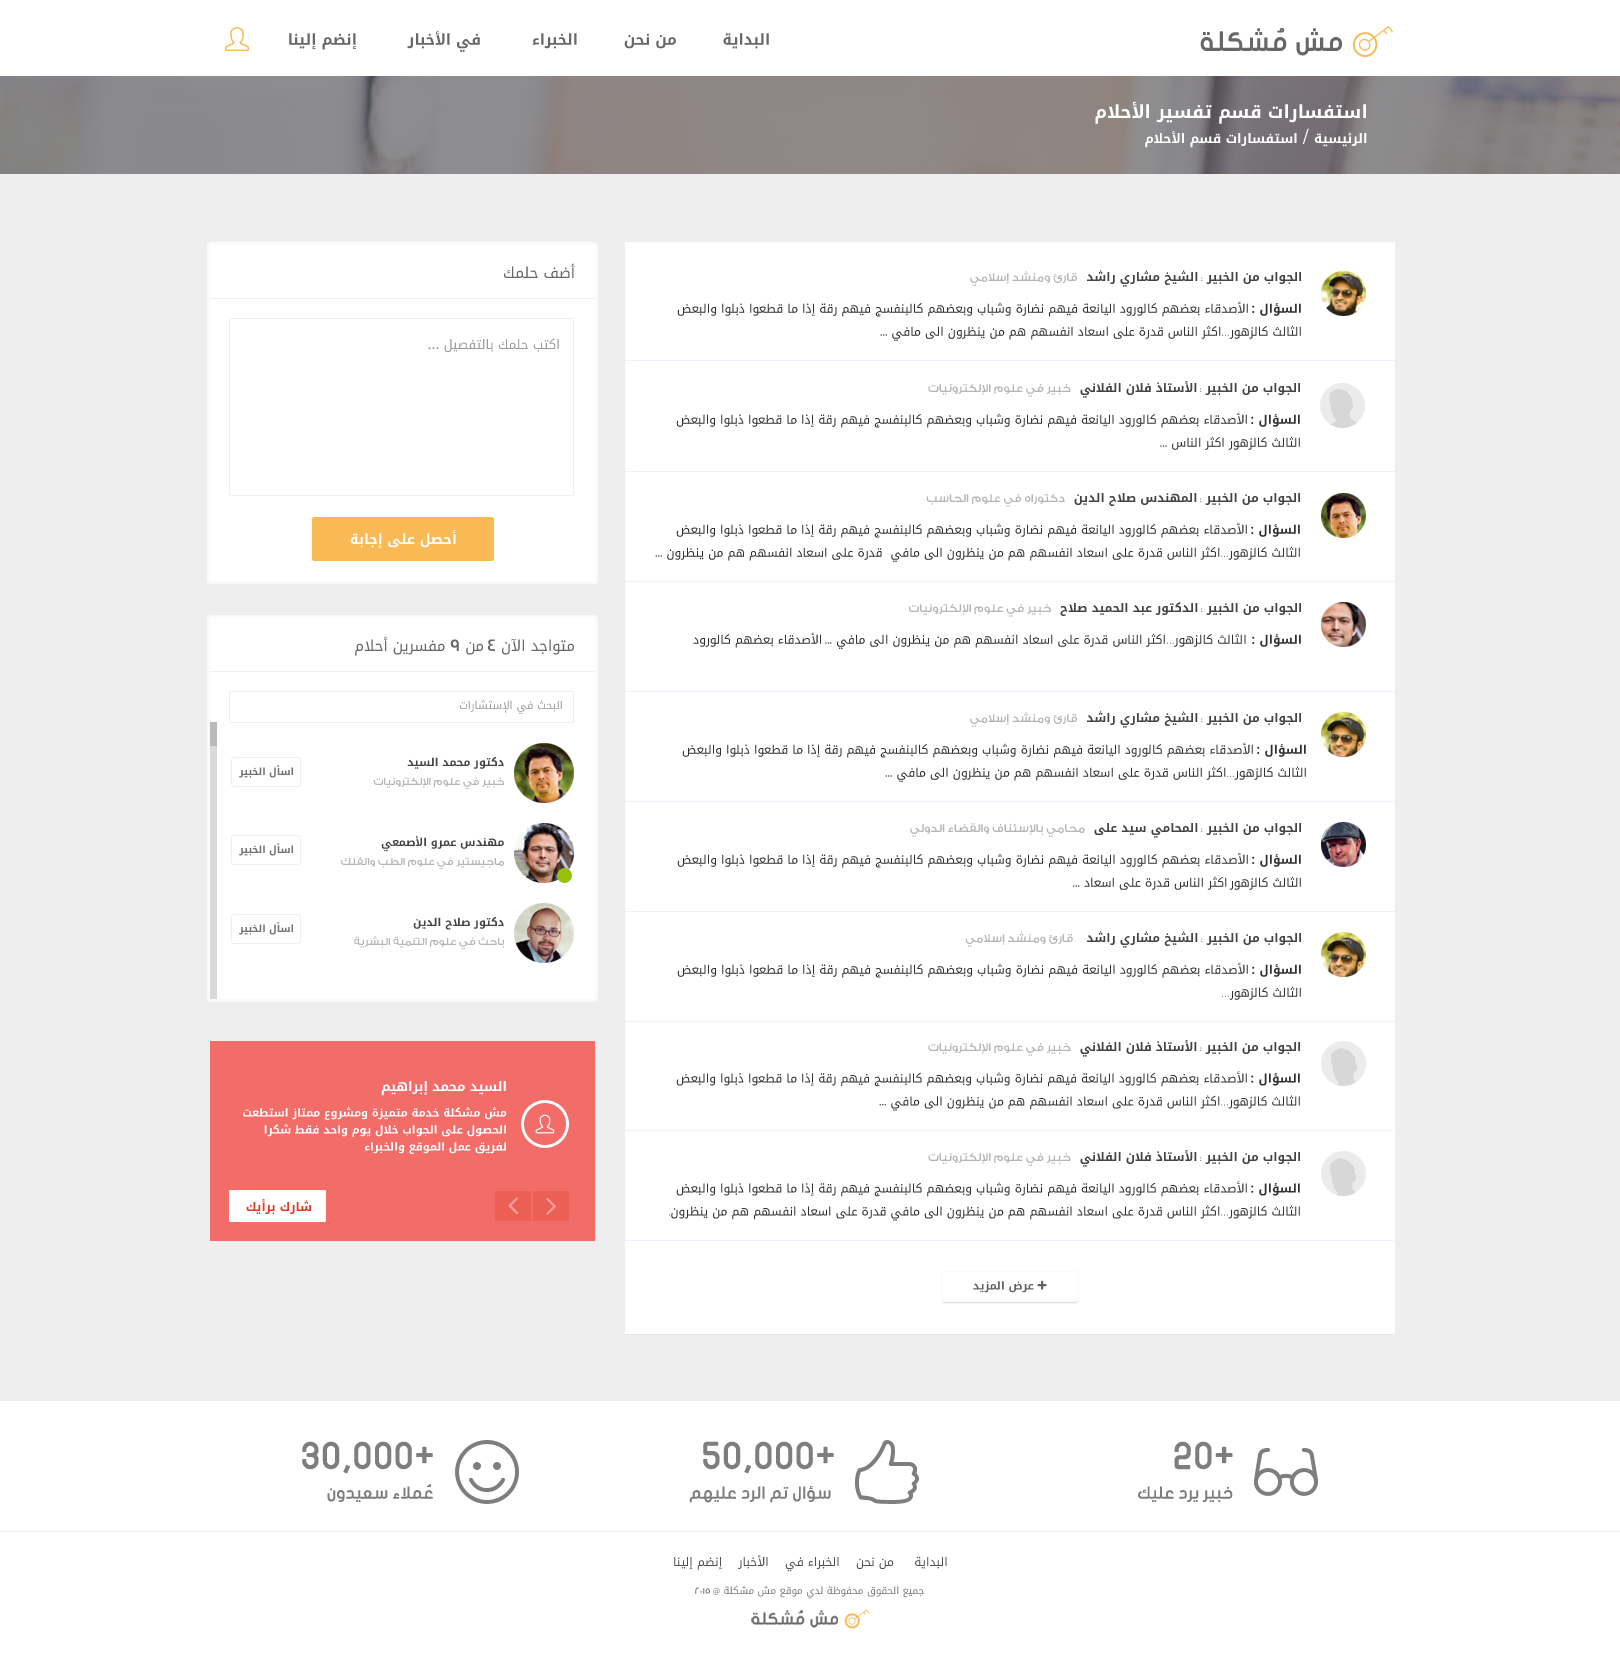 مش مُشكلة
البداية
من نحن
الخبراء
في الأخبار
إنضم إلينا
استفسارات قسم تفسير الأحلام
الرئيسية / استفسارات قسم الأحلام
الجواب من الخبير : الشيخ مشاري راشد قارئ ومنشد إسلامي
السؤال : الأصدقاء بعضهم كالورود اليانعة فيهم نضارة وشباب وبعضهم كالبنفسج فيهم رقة إذا ما قطعوا ذبلوا والبعض
الثالث كالزهور...اكثر الناس قدرة على اسعاد انفسهم هم من ينظرون الى مافي ...
الجواب من الخبير : الأستاذ فلان الفلاني خبير في علوم الإلكترونيات
السؤال : الأصدقاء بعضهم كالورود اليانعة فيهم نضارة وشباب وبعضهم كالبنفسج فيهم رقة إذا ما قطعوا ذبلوا والبعض
الثالث كالزهور اكثر الناس ...
الجواب من الخبير : المهندس صلاح الدين دكتوراه في علوم الحاسب
السؤال : الأصدقاء بعضهم كالورود اليانعة فيهم نضارة وشباب وبعضهم كالبنفسج فيهم رقة إذا ما قطعوا ذبلوا والبعض
الثالث كالزهور...اكثر الناس قدرة على اسعاد انفسهم هم من ينظرون الى مافي قدرة على اسعاد انفسهم هم من ينظرون ...
الجواب من الخبير : الدكتور عبد الحميد صلاح خبير في علوم الإلكترونيات
السؤال : الثالث كالزهور...اكثر الناس قدرة على اسعاد انفسهم هم من ينظرون الى مافي ... الأصدقاء بعضهم كالورود
الجواب من الخبير : الشيخ مشاري راشد قارئ ومنشد إسلامي
السؤال : الأصدقاء بعضهم كالورود اليانعة فيهم نضارة وشباب وبعضهم كالبنفسج فيهم رقة إذا ما قطعوا ذبلوا والبعض
الثالث كالزهور...اكثر الناس قدرة على اسعاد انفسهم هم من ينظرون الى مافي ...
الجواب من الخبير : المحامي سيد على محامي بالإستئناف والقضاء الدولي
السؤال : الأصدقاء بعضهم كالورود اليانعة فيهم نضارة وشباب وبعضهم كالبنفسج فيهم رقة إذا ما قطعوا ذبلوا والبعض
الثالث كالزهور اكثر الناس قدرة على اسعاد ...
الجواب من الخبير : الشيخ مشاري راشد قارئ ومنشد إسلامي
السؤال : الأصدقاء بعضهم كالورود اليانعة فيهم نضارة وشباب وبعضهم كالبنفسج فيهم رقة إذا ما قطعوا ذبلوا والبعض
الثالث كالزهور...
الجواب من الخبير : الأستاذ فلان الفلاني خبير في علوم الإلكترونيات
السؤال : الأصدقاء بعضهم كالورود اليانعة فيهم نضارة وشباب وبعضهم كالبنفسج فيهم رقة إذا ما قطعوا ذبلوا والبعض
الثالث كالزهور...اكثر الناس قدرة على اسعاد انفسهم هم من ينظرون الى مافي ...
الجواب من الخبير : الأستاذ فلان الفلاني خبير في علوم الإلكترونيات
السؤال : الأصدقاء بعضهم كالورود اليانعة فيهم نضارة وشباب وبعضهم كالبنفسج فيهم رقة إذا ما قطعوا ذبلوا والبعض
الثالث كالزهور...اكثر الناس قدرة على اسعاد انفسهم هم من ينظرون الى مافي قدرة على اسعاد انفسهم هم من ينظرون.
+ عرض المزيد
أضف حلمك
اكتب حلمك بالتفصيل ...
أحصل على إجابة
متواجد الآن ٤ من ٩ مفسرين أحلام
البحث في الإستشارات
دكتور محمد السيد
خبير في علوم الإلكترونيات
اسأل الخبير
مهندس عمرو الأصمعي
ماجيستير في علوم الطب والفلك
اسأل الخبير
دكتور صلاح الدين
باحث في علوم التنمية البشرية
اسأل الخبير
السيد محمد إبراهيم
مش مشكلة خدمة متميزة ومشروع ممتاز استطعت
الحصول على الجواب خلال يوم واحد فقط شكرا
لفريق عمل الموقع والخبراء
شارك برأيك
20+
خبير يرد عليك
50,000+
سؤال تم الرد عليهم
30,000+
عُملاء سعيدون
البداية
من نحن
الخبراء في
الأخبار
إنضم إلينا
جميع الحقوق محفوظة لدي موقع مش مشكلة @ ٢٠١٥
مش مُشكلة